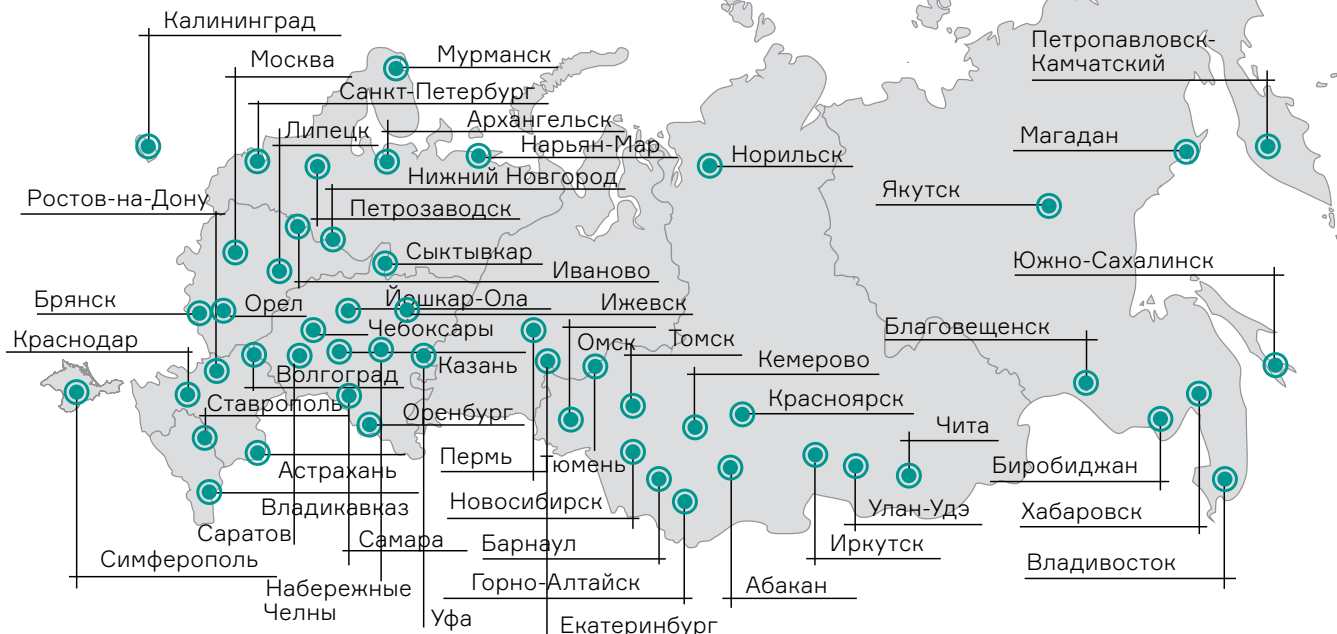 Калининград
Москва
Мурманск
Петропавловск-
Камчатский
Санкт-Петербург
Архангельск
Липецк
Нарьян-Мар
Магадан
Норильск
Нижний Новгород
Якутск
Ростов-на-Дону
Петрозаводск
Сыктывкар
Южно-Сахалинск
Иваново
Брянск
Орел
Йошкар-Ола
Ижевск
Чебоксары
Благовещенск
Краснодар
Омск
Томск
Казань
Кемерово
Волгоград
Ставрополь
Оренбург
Красноярск
Чита
Астрахань
Пермь
Тюмень
Биробиджан
Владикавказ
Новосибирск
Улан-Удэ
Хабаровск
Саратов
Самара
Барнаул
Иркутск
Симферополь
Владивосток
Горно-Алтайск
Абакан
Набережные
Челны
Уфа
Екатеринбург